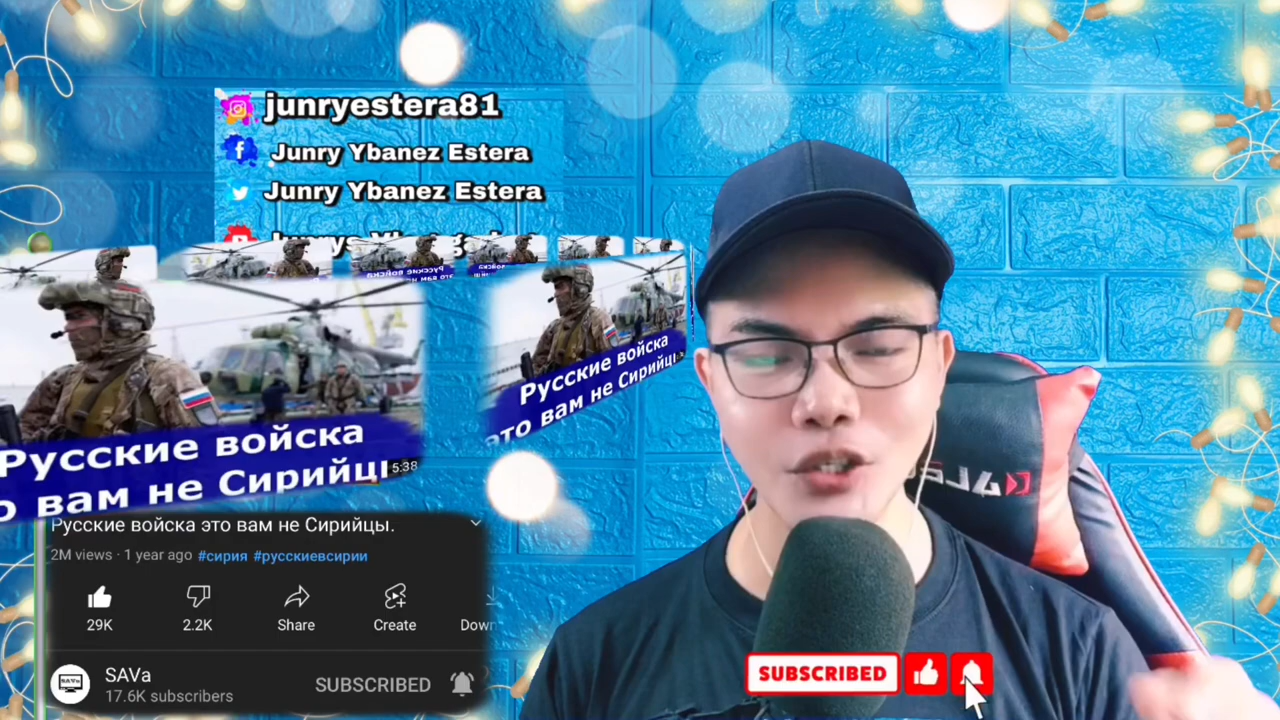 junryestera81
Junry Ybanez Estera
Junry Ybanez Estera
Русские войска
это вам не Сирийцы
Русские войска
о вам не Сирийц
5:38
Русские войска это вам не Сирийцы.
2M views · 1 year ago #сирия #русскиевсирии
29K
2.2K
Share
Create
Down
SAVa
17.6K subscribers
SUBSCRIBED
SUBSCRIBED